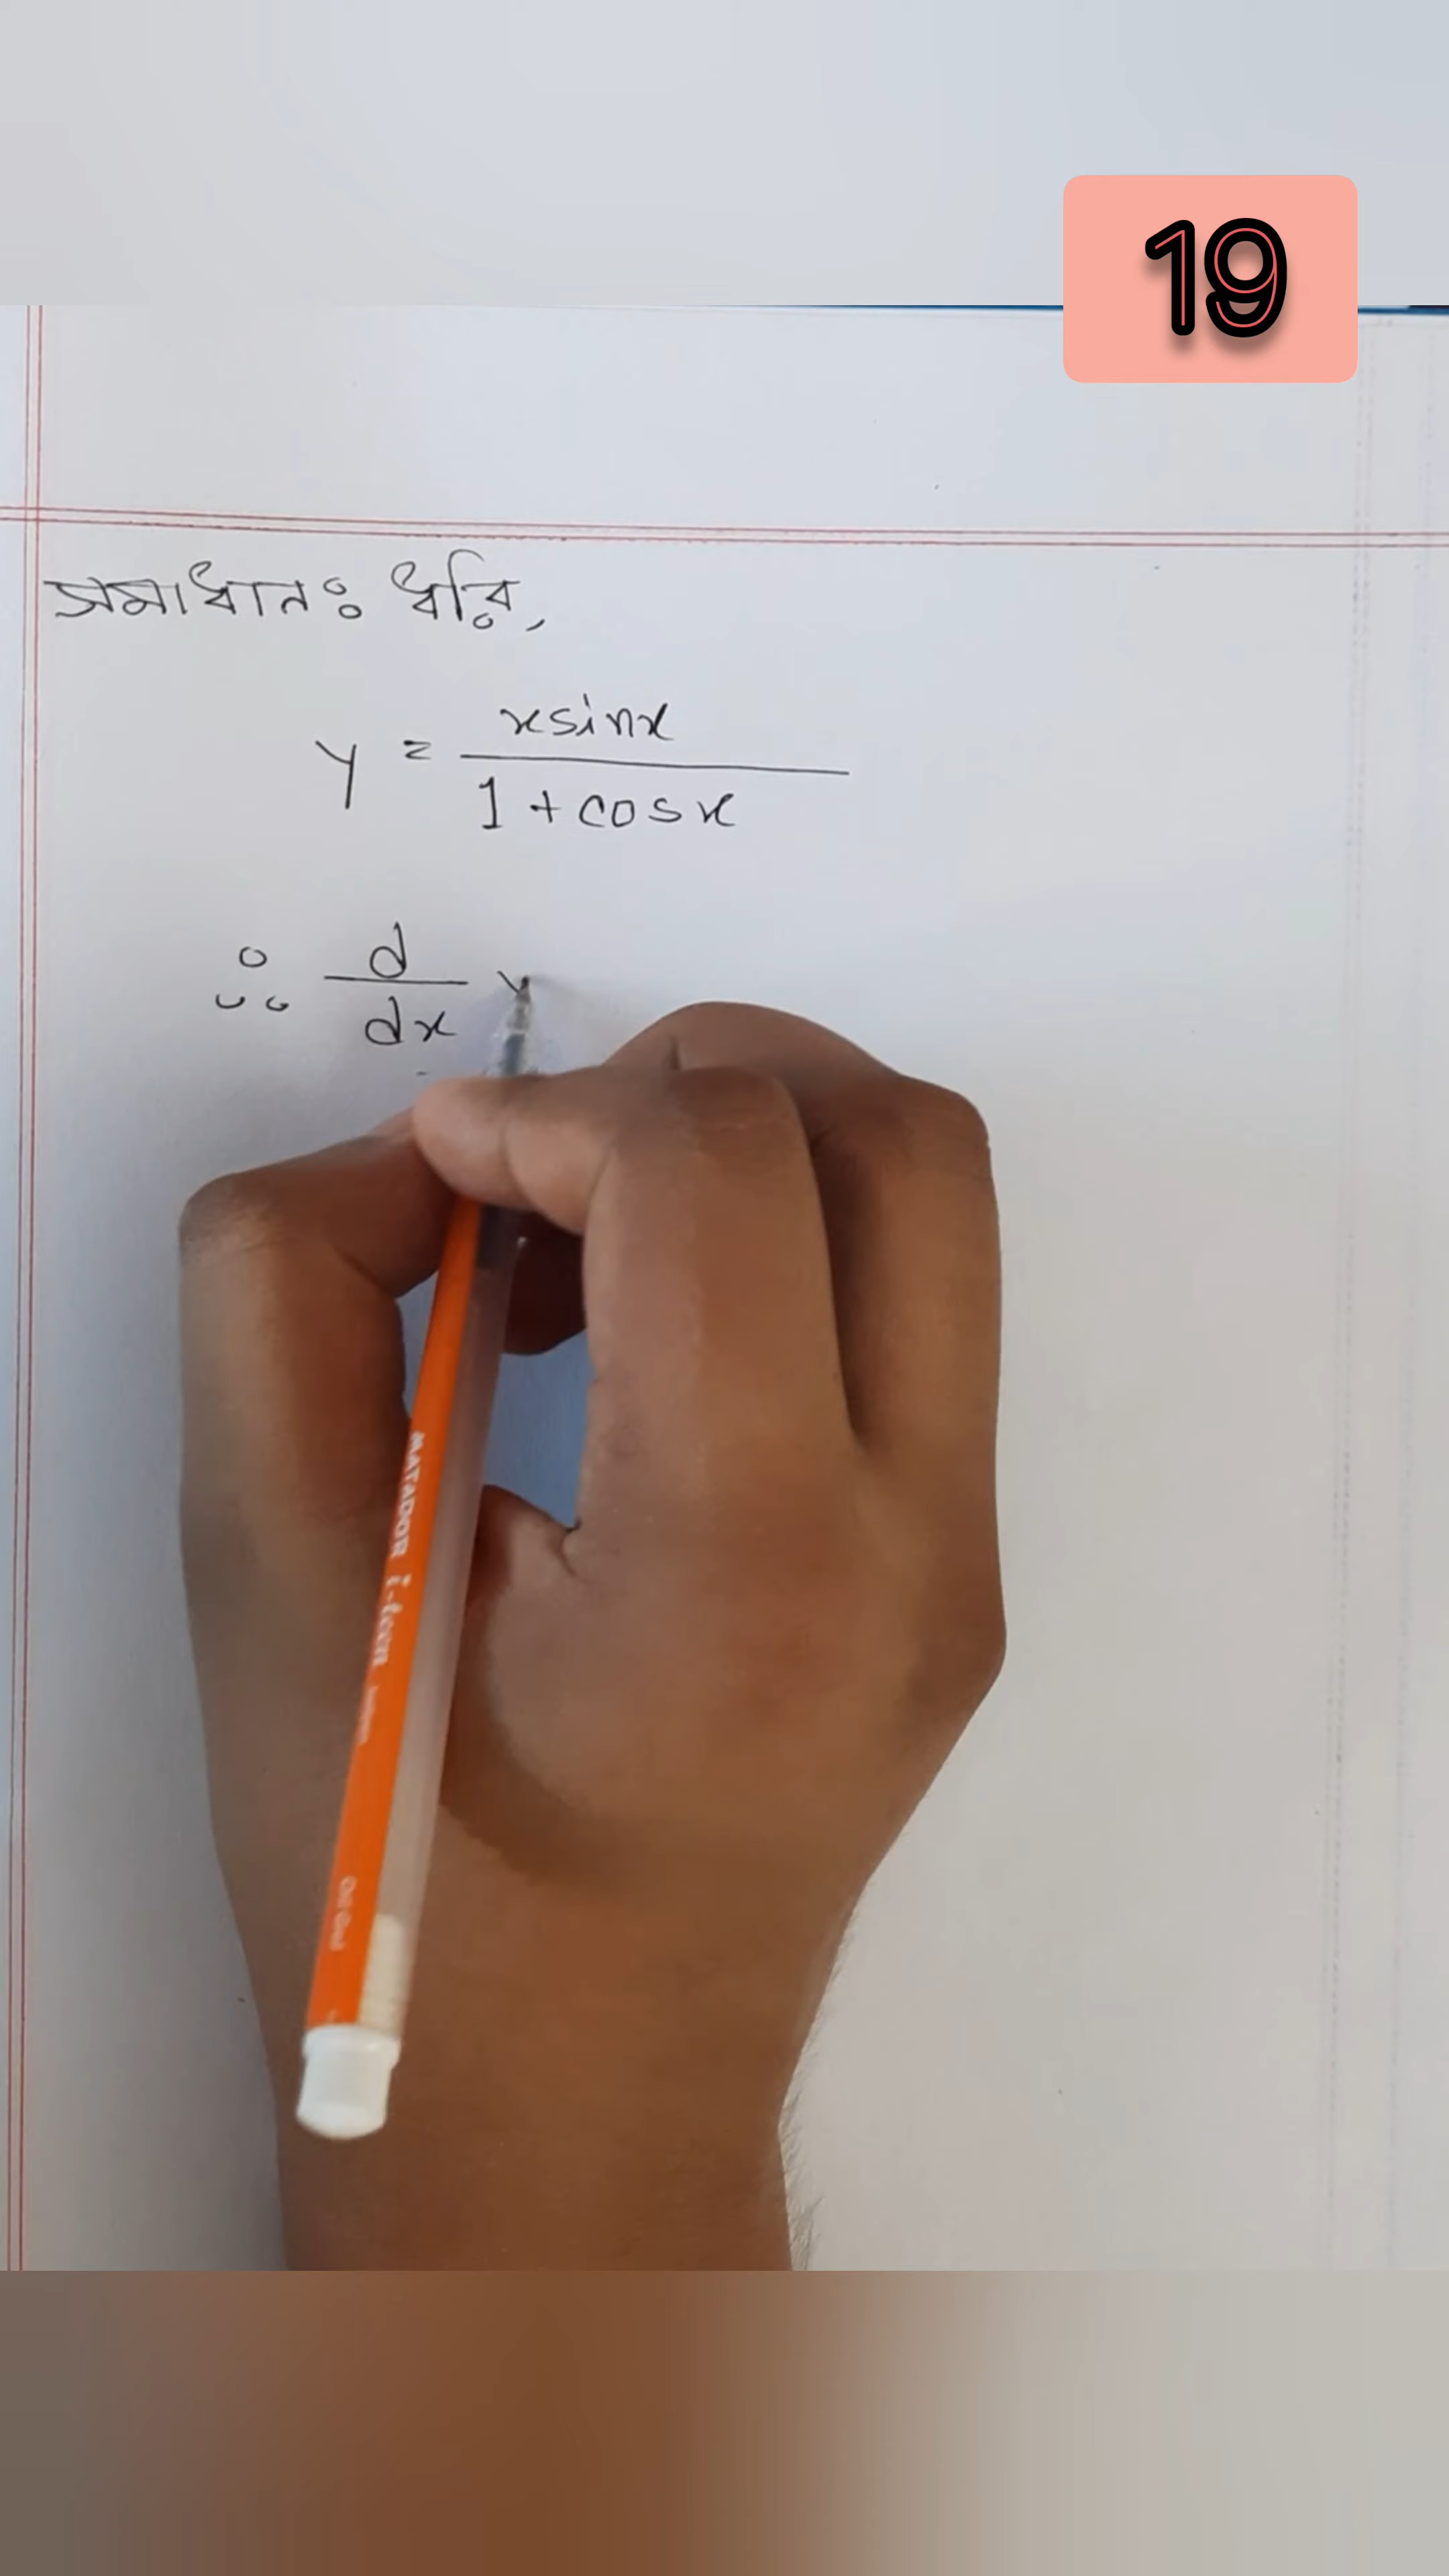 19
সমাধানঃ ধরি,
y = xsinx
1 + cosx
∴ d y
dx
MATADOR i-teen